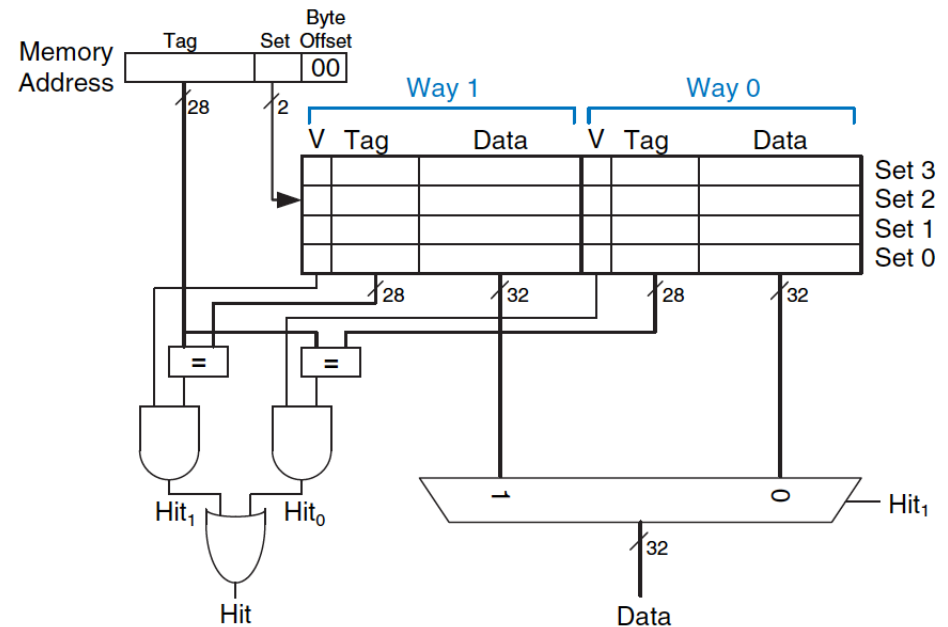 Byte
Tag Set Offset
Memory
Address
00
28 2
Way 1 Way 0
V Tag Data V Tag Data
Set 3
Set 2
Set 1
Set 0
28 32 28 32
= =
1 0
Hit₁ Hit₀ Hit₁
32
Hit Data